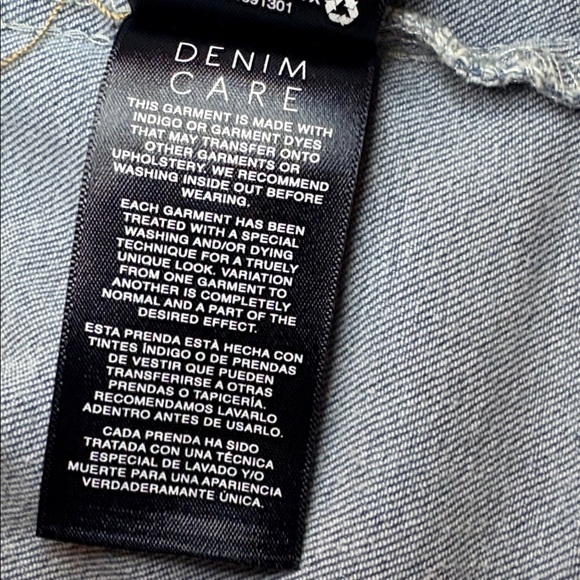 91301
DENIM
CARE
THIS GARMENT IS MADE WITH
INDIGO OR GARMENT DYES
THAT MAY TRANSFER ONTO
OTHER GARMENTS OR
UPHOLSTERY. WE RECOMMEND
WASHING INSIDE OUT BEFORE
WEARING.
EACH GARMENT HAS BEEN
TREATED WITH A SPECIAL
WASHING AND/OR DYING
TECHNIQUE FOR A TRUELY
UNIQUE LOOK. VARIATION
FROM ONE GARMENT TO
ANOTHER IS COMPLETELY
NORMAL AND A PART OF THE
DESIRED EFFECT.
ESTA PRENDA ESTÀ HECHA CON
TINTES ÍNDIGO O DE PRENDAS
DE VESTIR QUE PUEDEN
TRANSFERIRSE A OTRAS
PRENDAS O TAPICERÍA.
RECOMENDAMOS LAVARLO
ADENTRO ANTES DE USARLO.
CADA PRENDA HA SIDO
TRATADA CON UNA TÉCNICA
ESPECIAL DE LAVADO Y/O
MUERTE PARA UNA APARIENCIA
VERDADERAMANTE ÚNICA.